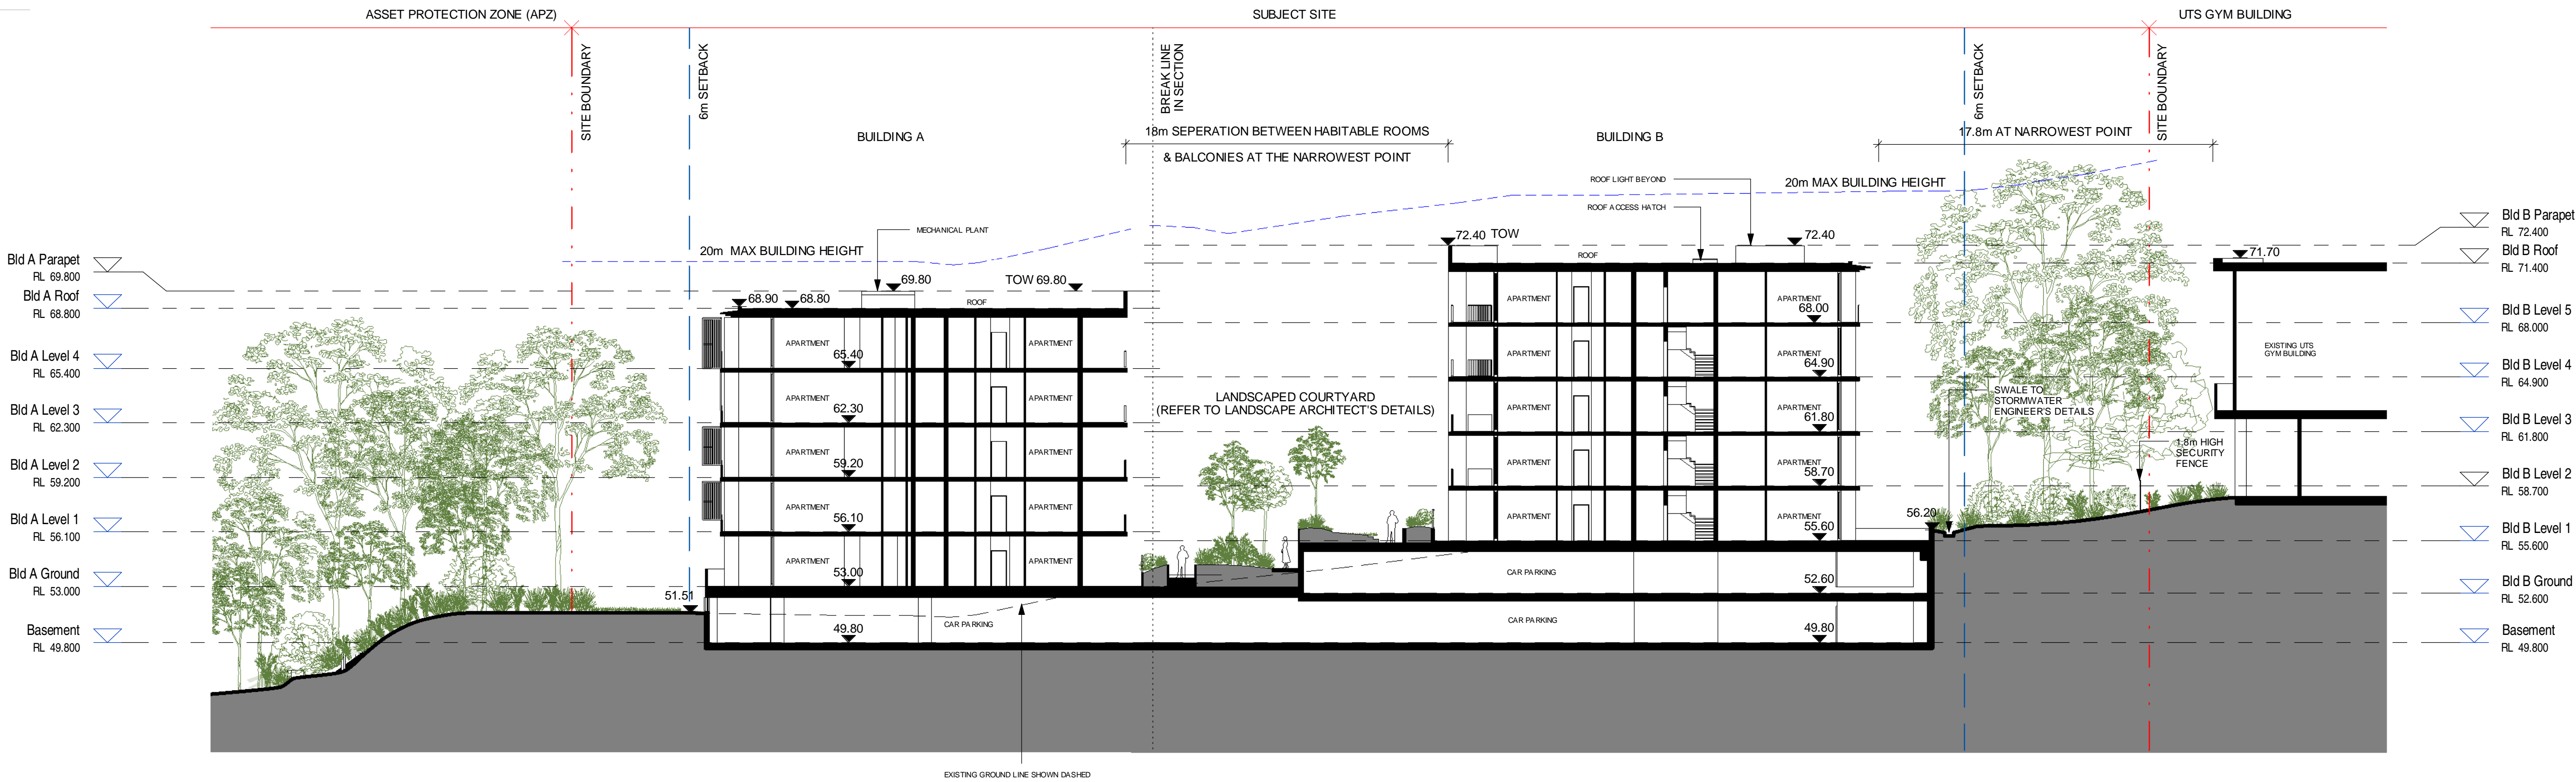 ASSET PROTECTION ZONE (APZ)
SUBJECT SITE
UTS GYM BUILDING
SITE BOUNDARY
6m SETBACK
BREAK LINE
IN SECTION
6m SETBACK
SITE BOUNDARY
BUILDING A
18m SEPERATION BETWEEN HABITABLE ROOMS
& BALCONIES AT THE NARROWEST POINT
BUILDING B
17.8m AT NARROWEST POINT
ROOF LIGHT BEYOND
20m MAX BUILDING HEIGHT
ROOF ACCESS HATCH
MECHANICAL PLANT
20m MAX BUILDING HEIGHT
72.40 TOW
72.40
ROOF
71.70
69.80
TOW 69.80
68.90
68.80
ROOF
Bld A Parapet
RL 69.800
Bld A Roof
RL 68.800
Bld A Level 4
RL 65.400
Bld A Level 3
RL 62.300
Bld A Level 2
RL 59.200
Bld A Level 1
RL 56.100
Bld A Ground
RL 53.000
Basement
RL 49.800
APARTMENT
APARTMENT
65.40
APARTMENT
APARTMENT
62.30
APARTMENT
APARTMENT
59.20
APARTMENT
APARTMENT
56.10
APARTMENT
APARTMENT
53.00
51.51
CAR PARKING
49.80
EXISTING GROUND LINE SHOWN DASHED
LANDSCAPED COURTYARD
(REFER TO LANDSCAPE ARCHITECT'S DETAILS)
APARTMENT
APARTMENT
68.00
APARTMENT
APARTMENT
64.90
APARTMENT
APARTMENT
61.80
APARTMENT
APARTMENT
58.70
APARTMENT
APARTMENT
55.60
56.20
CAR PARKING
52.60
CAR PARKING
49.80
SWALE TO
STORMWATER
ENGINEER'S DETAILS
1.8m HIGH
SECURITY
FENCE
EXISTING UTS
GYM BUILDING
Bld B Parapet
RL 72.400
Bld B Roof
RL 71.400
Bld B Level 5
RL 68.000
Bld B Level 4
RL 64.900
Bld B Level 3
RL 61.800
Bld B Level 2
RL 58.700
Bld B Level 1
RL 55.600
Bld B Ground
RL 52.600
Basement
RL 49.800